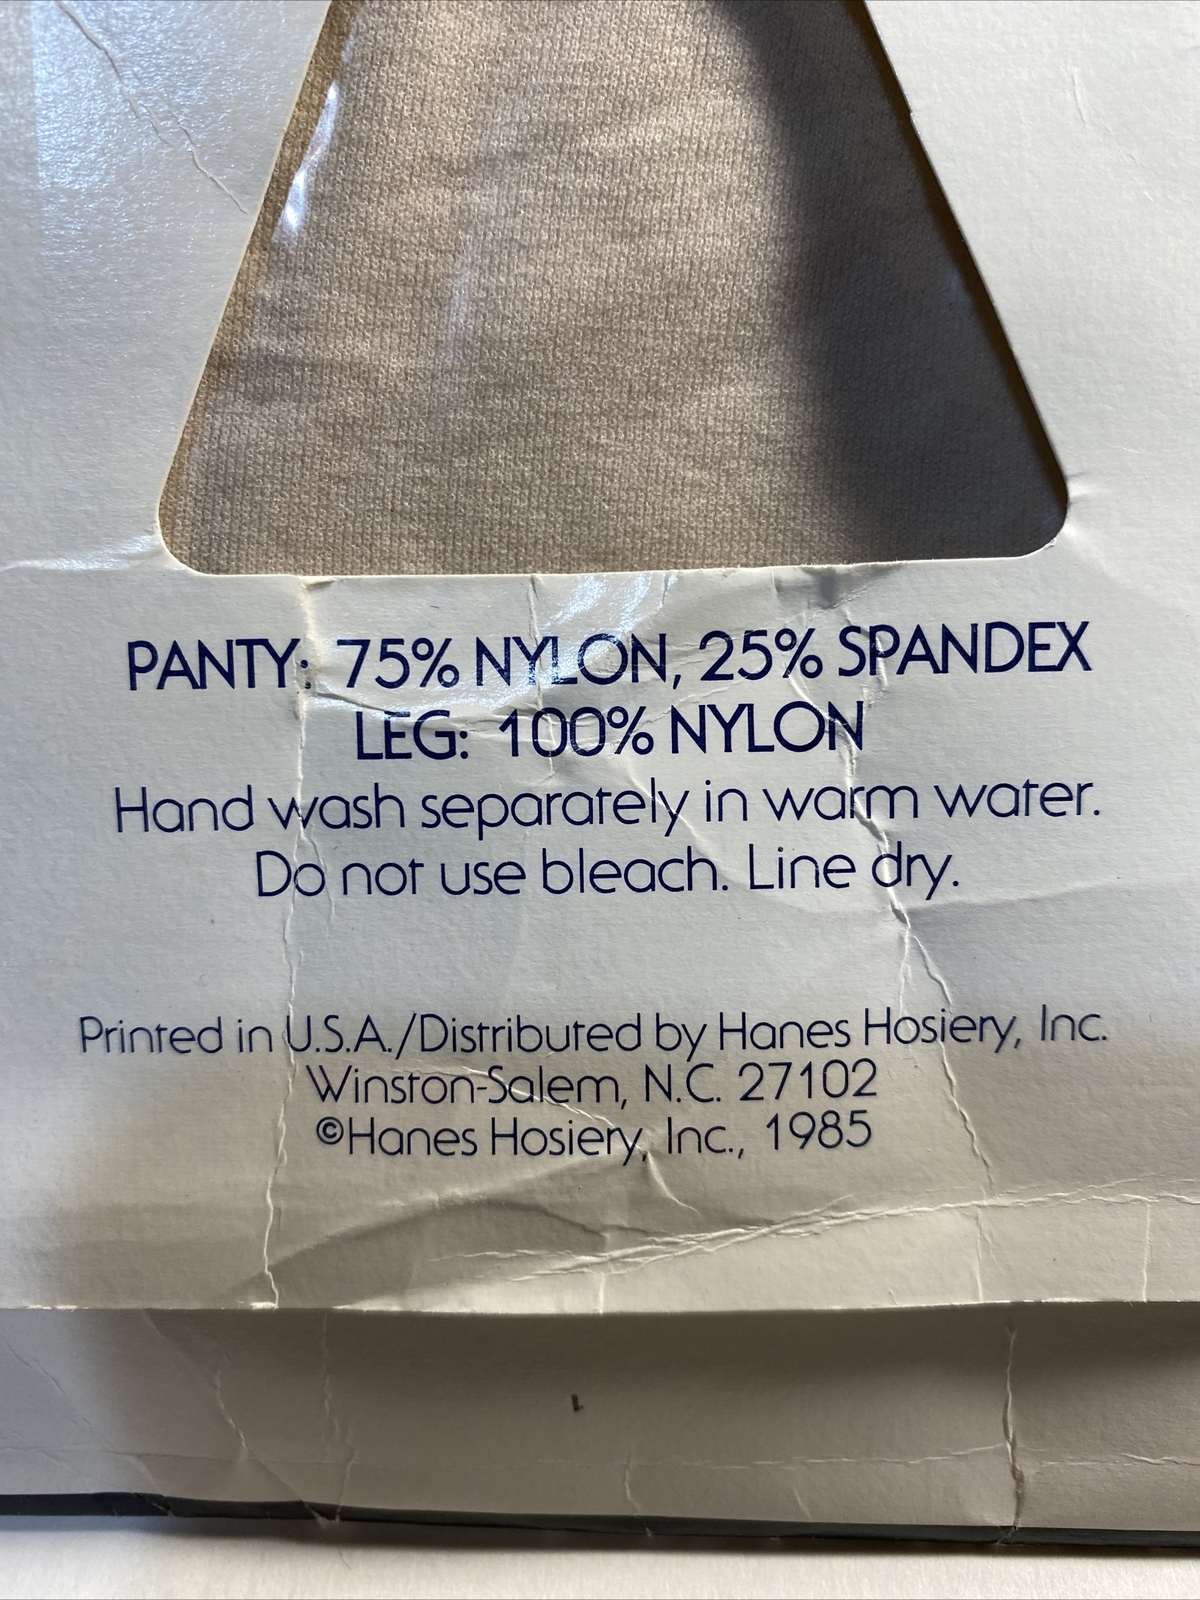 PANTY: 75% NYLON, 25% SPANDEX
LEG: 100% NYLON
Hand wash separately in warm water.
Do not use bleach. Line dry.
Printed in U.S.A./Distributed by Hanes Hosiery, Inc.
Winston-Salem, N.C. 27102
©Hanes Hosiery, Inc., 1985